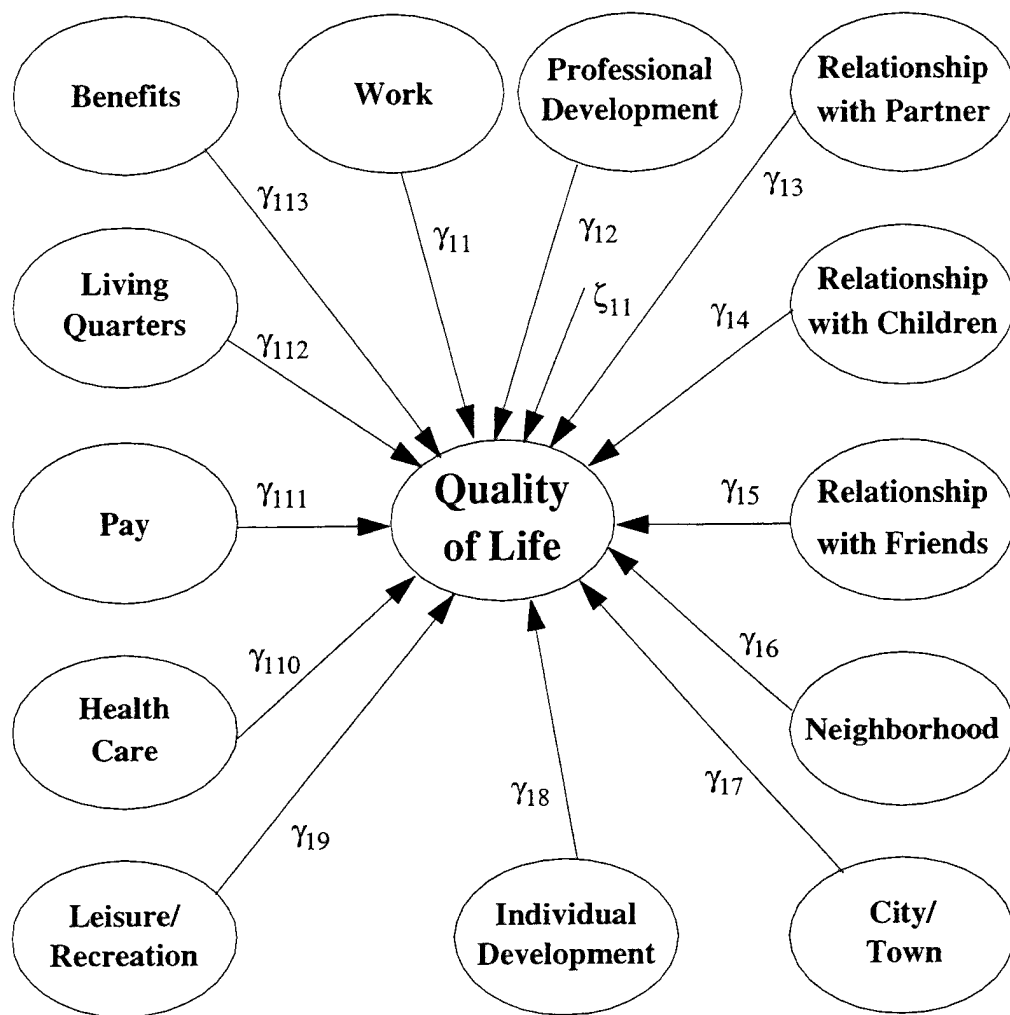 Benefits
Work
Professional
Development
Relationship
with Partner
γ113
γ11
γ12
γ13
Living
Quarters
ζ11
Relationship
with Children
γ112
γ14
Pay
γ111
Quality
of Life
γ15
Relationship
with Friends
Health
Care
γ110
γ16
Neighborhood
γ19
γ18
γ17
Leisure/
Recreation
Individual
Development
City/
Town